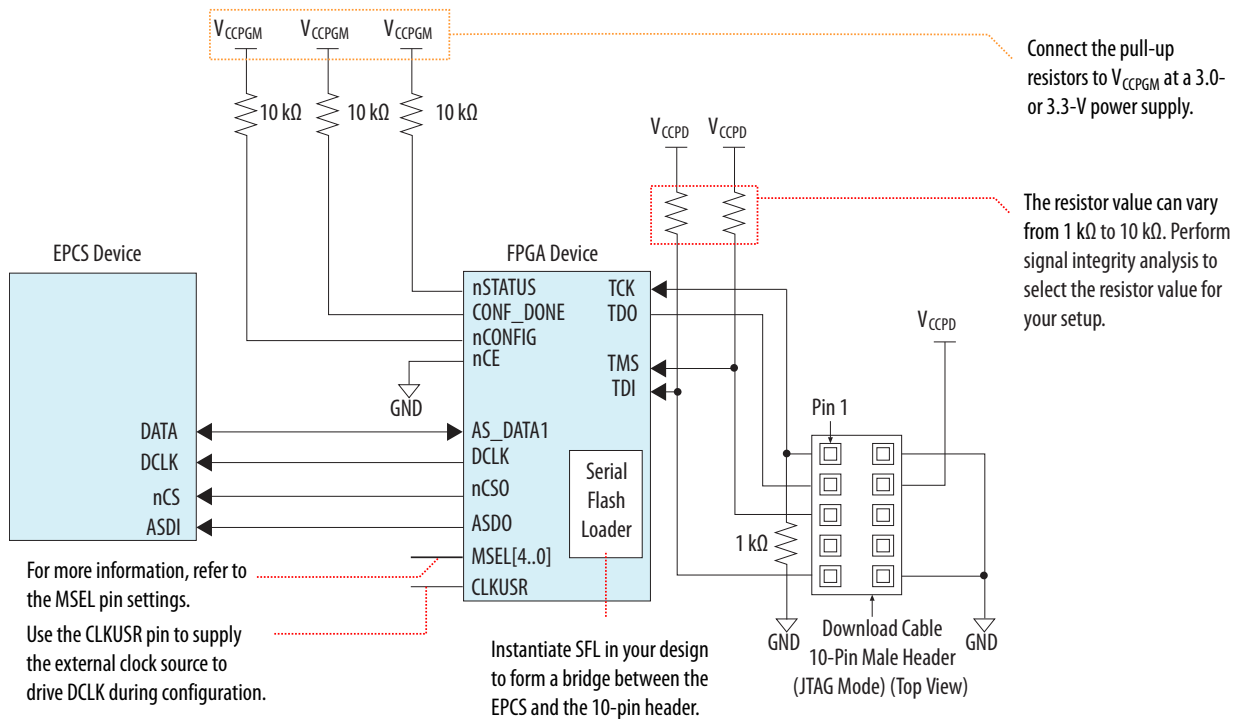 VCCPGM VCCPGM VCCPGM
10 kΩ 10 kΩ 10 kΩ
Connect the pull-up
resistors to VCCPGM at a 3.0-
or 3.3-V power supply.
VCCPD VCCPD
The resistor value can vary
from 1 kΩ to 10 kΩ. Perform
signal integrity analysis to
select the resistor value for
your setup.
EPCS Device
DATA
DCLK
nCS
ASDI
FPGA Device
nSTATUS
CONF_DONE
nCONFIG
nCE
GND
AS_DATA1
DCLK
nCSO
ASDO
MSEL[4..0]
CLKUSR
TCK
TDO
TMS
TDI
Serial
Flash
Loader
VCCPD
Pin 1
1 kΩ
GND
GND
Download Cable
10-Pin Male Header
(JTAG Mode) (Top View)
For more information, refer to
the MSEL pin settings.
Use the CLKUSR pin to supply
the external clock source to
drive DCLK during configuration.
Instantiate SFL in your design
to form a bridge between the
EPCS and the 10-pin header.